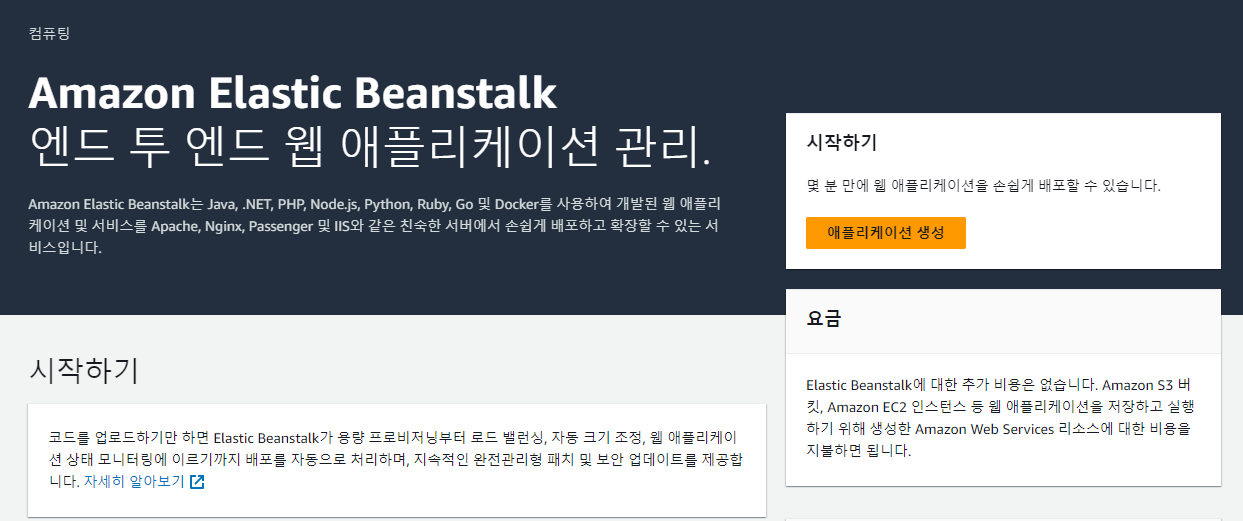 컴퓨팅
Amazon Elastic Beanstalk
엔드 투 엔드 웹 애플리케이션 관리.
Amazon Elastic Beanstalk는 Java, .NET, PHP, Node.js, Python, Ruby, Go 및 Docker를 사용하여 개발된 웹 애플리
케이션 및 서비스를 Apache, Nginx, Passenger 및 IIS와 같은 친숙한 서버에서 손쉽게 배포하고 확장할 수 있는 서
비스입니다.
시작하기
몇 분 만에 웹 애플리케이션을 손쉽게 배포할 수 있습니다.
애플리케이션 생성
요금
Elastic Beanstalk에 대한 추가 비용은 없습니다. Amazon S3 버
킷, Amazon EC2 인스턴스 등 웹 애플리케이션을 저장하고 실행
하기 위해 생성한 Amazon Web Services 리소스에 대한 비용을
지불하면 됩니다.
시작하기
코드를 업로드하기만 하면 Elastic Beanstalk가 용량 프로비저닝부터 로드 밸런싱, 자동 크기 조정, 웹 애플리케이
션 상태 모니터링에 이르기까지 배포를 자동으로 처리하며, 지속적인 완전관리형 패치 및 보안 업데이트를 제공합
니다. 자세히 알아보기